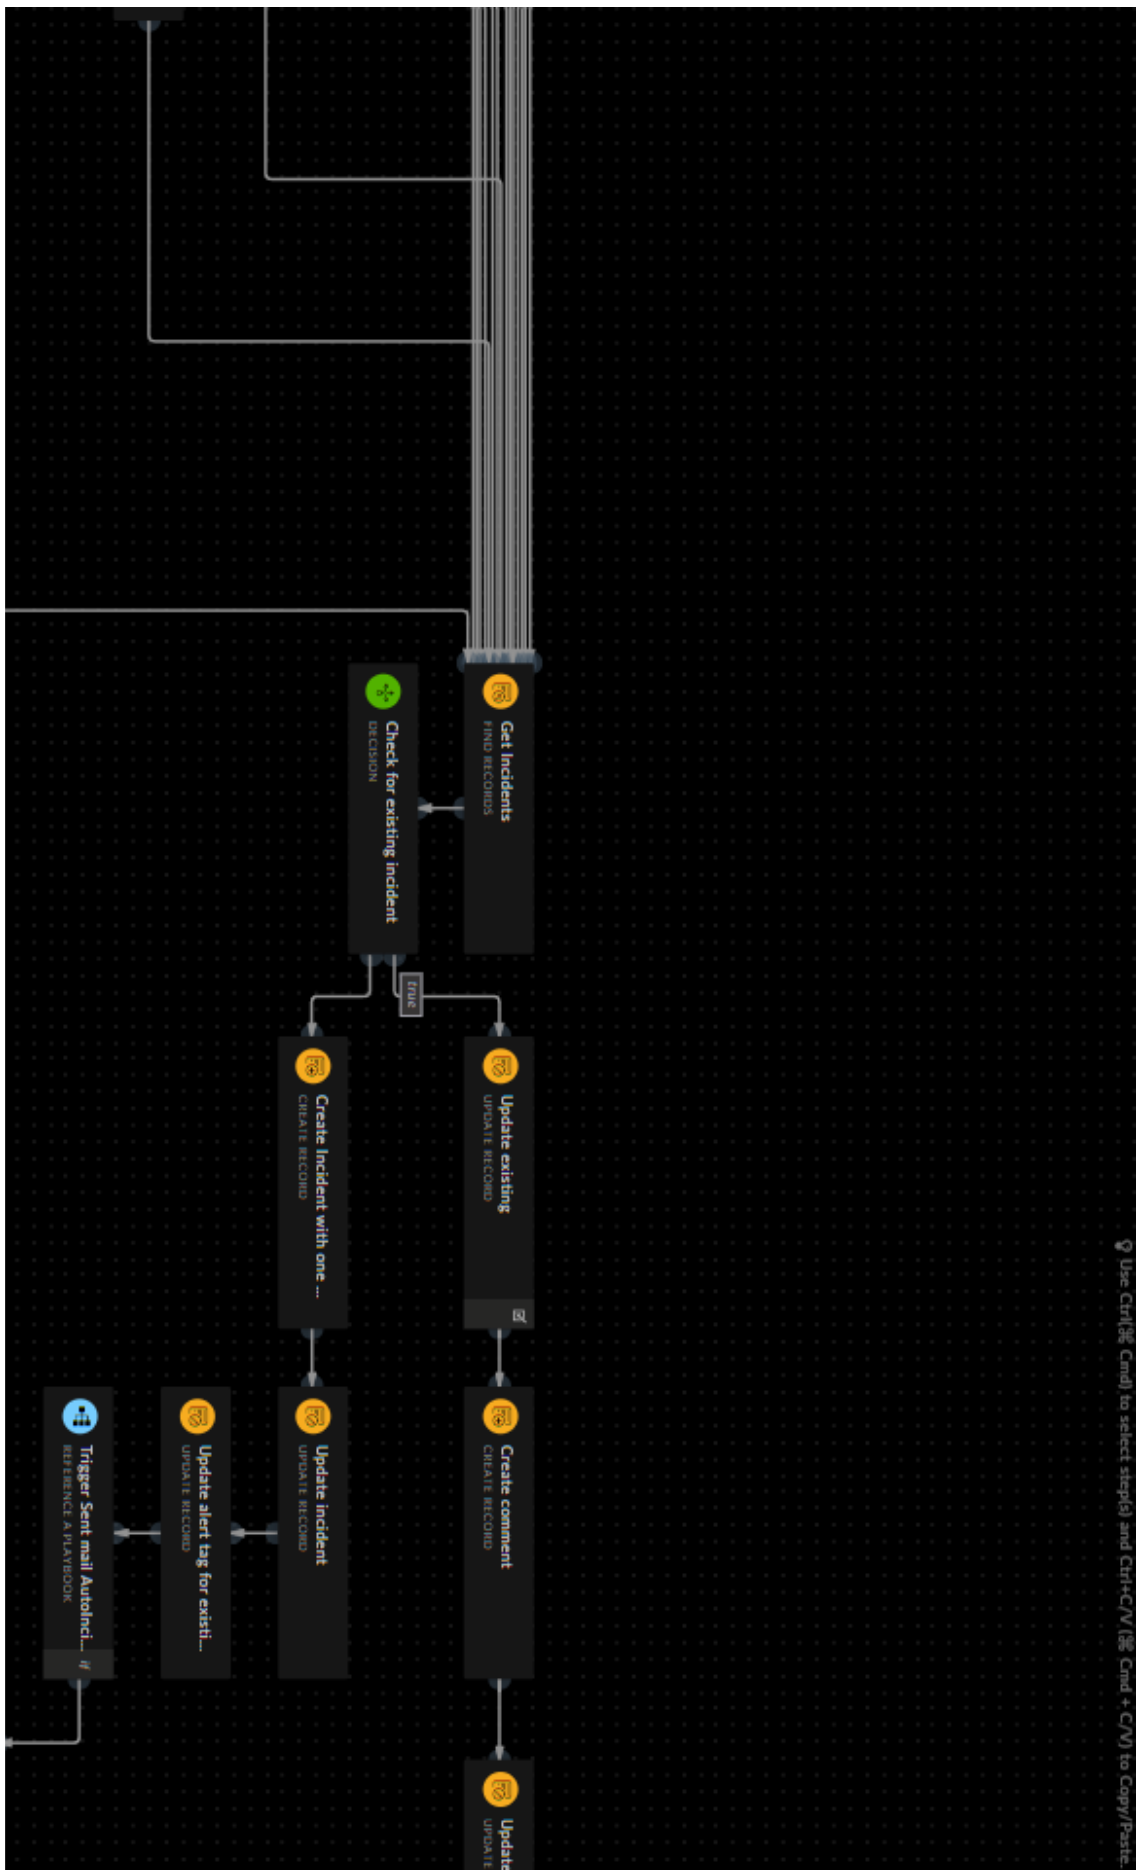 Use Ctrl(⌘ Cmd) to select step(s) and Ctrl+C/V (⌘ Cmd + C/V) to Copy/Paste
Get Incidents
FIND RECORDS
Check for existing incident
DECISION
true
Update existing
UPDATE RECORD
Create comment
CREATE RECORD
Update
UPDATE
Create Incident with one ...
CREATE RECORD
Update incident
UPDATE RECORD
Update alert tag for existi...
UPDATE RECORD
Trigger Sent mail AutoInci...
REFERENCE A PLAYBOOK
if